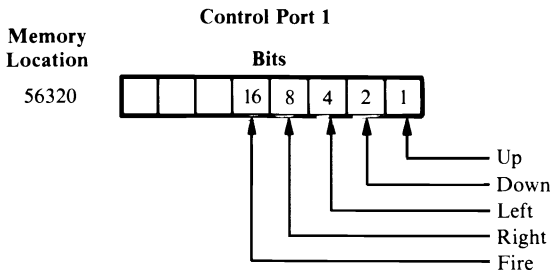 Control Port 1
Memory
Location
Bits
56320
16 8 4 2 1
Up
Down
Left
Right
Fire